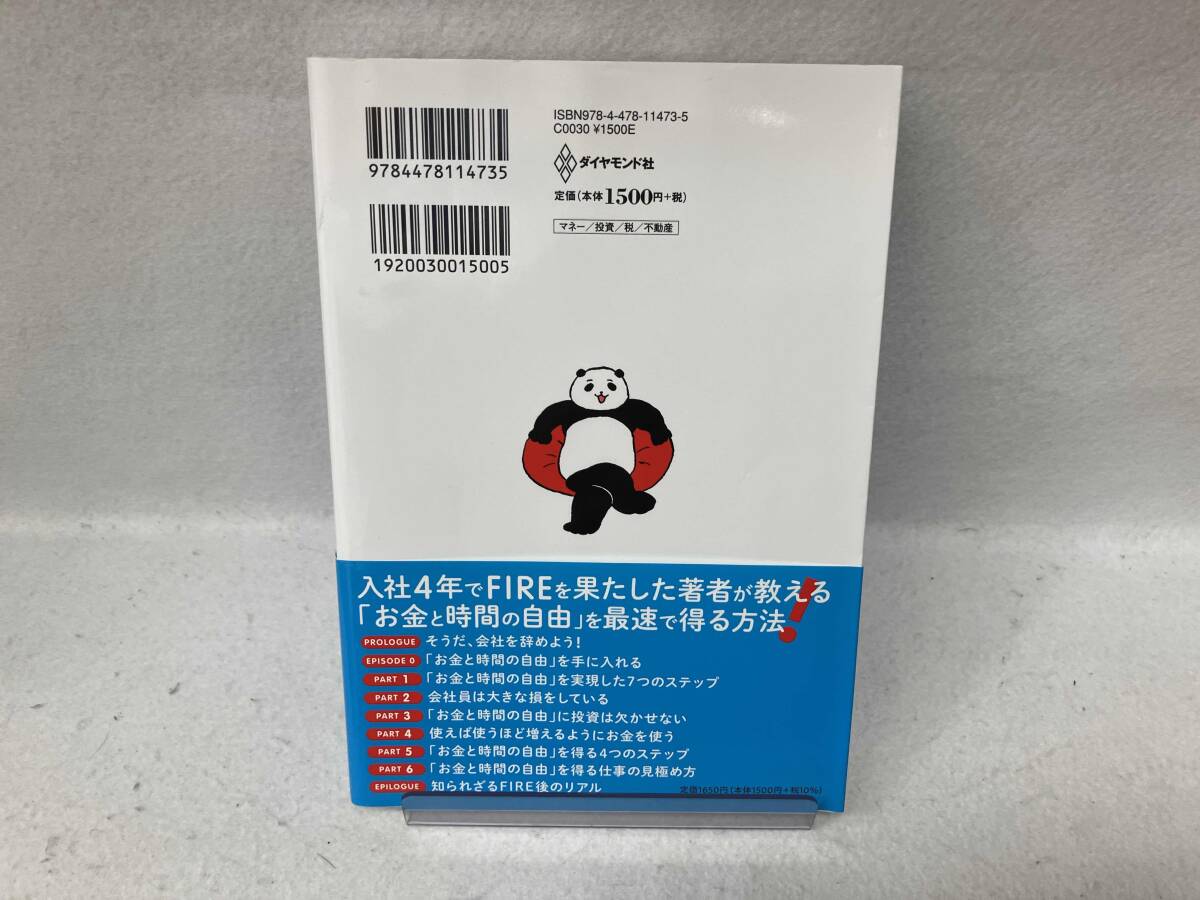 9784478114735
1920030015005
ISBN978-4-478-11473-5
C0030 ¥1500E
ダイヤモンド社
定価(本体1500円+税)
マネー/投資/税/不動産
入社4年でFIREを果たした著者が教える
「お金と時間の自由」を最速で得る方法!
PROLOGUE そうだ、会社を辞めよう!
EPISODE 0 「お金と時間の自由」を手に入れる
PART 1 「お金と時間の自由」を実現した7つのステップ
PART 2 会社員は大きな損をしている
PART 3 「お金と時間の自由」に投資は欠かせない
PART 4 使えば使うほど増えるようにお金を使う
PART 5 「お金と時間の自由」を得る4つのステップ
PART 6 「お金と時間の自由」を得る仕事の見極め方
EPILOGUE 知られざるFIRE後のリアル
定価1650円(本体1500円+税10%)